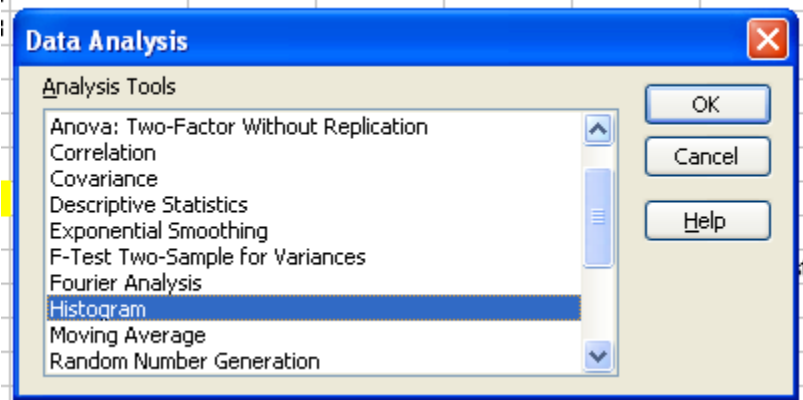 Data Analysis
Analysis Tools
Anova: Two-Factor Without Replication
Correlation
Covariance
Descriptive Statistics
Exponential Smoothing
F-Test Two-Sample for Variances
Fourier Analysis
Histogram
Moving Average
Random Number Generation
OK
Cancel
Help